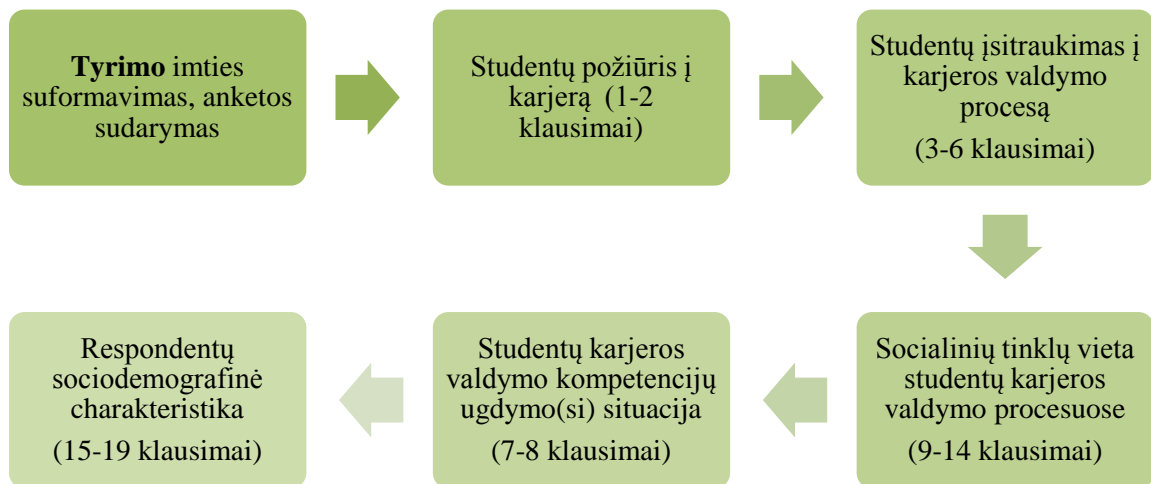 Tyrimo imties
suformavimas, anketos
sudarymas
Studentų požiūris į
karjerą (1-2
klausimai)
Studentų įsitraukimas į
karjeros valdymo
procesą
(3-6 klausimai)
Socialinių tinklų vieta
studentų karjeros
valdymo procesuose
(9-14 klausimai)
Studentų karjeros
valdymo kompetencijų
ugdymo(si) situacija
(7-8 klausimai)
Respondentų
sociodemografinė
charakteristika
(15-19 klausimai)